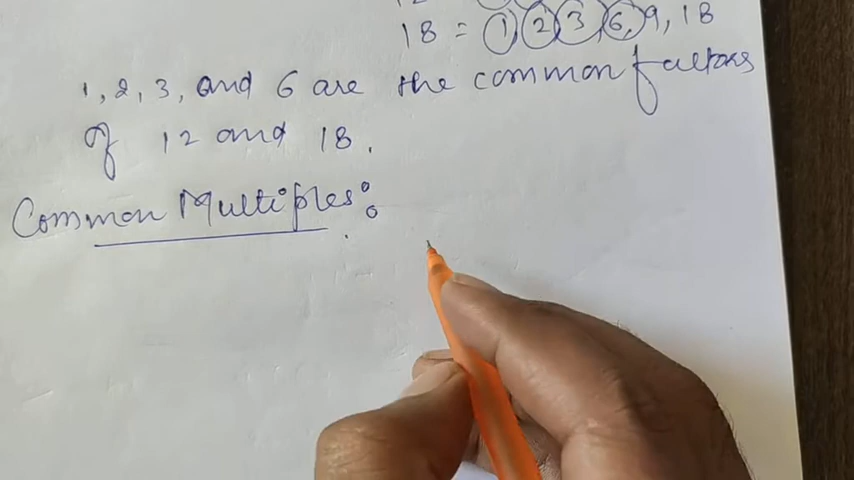 18 = 1, 2, 3, 6, 9, 18
1, 2, 3, and 6 are the common factors
of 12 and 18.
Common Multiples: